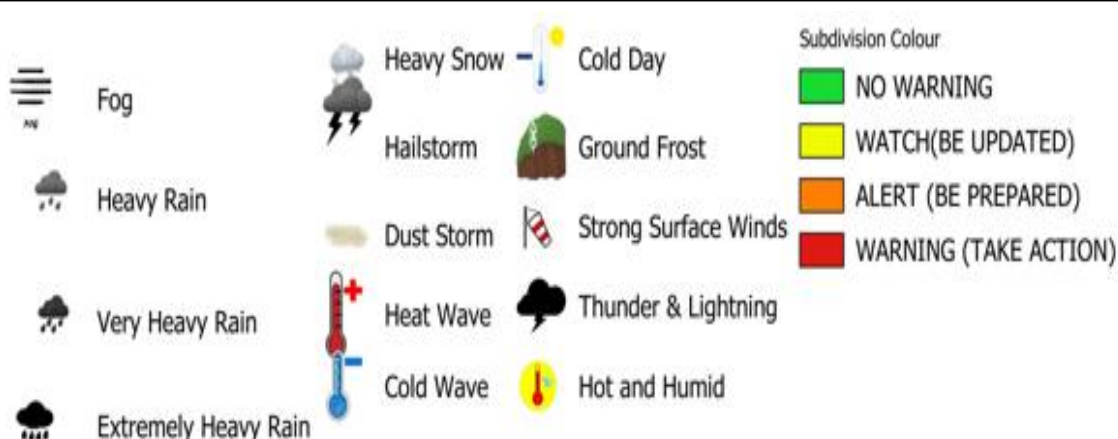 Fog
Heavy Rain
Very Heavy Rain
Extremely Heavy Rain
Heavy Snow
Hailstorm
Dust Storm
Heat Wave
Cold Wave
Cold Day
Ground Frost
Strong Surface Winds
Thunder & Lightning
Hot and Humid
Subdivision Colour
NO WARNING
WATCH(BE UPDATED)
ALERT (BE PREPARED)
WARNING (TAKE ACTION)